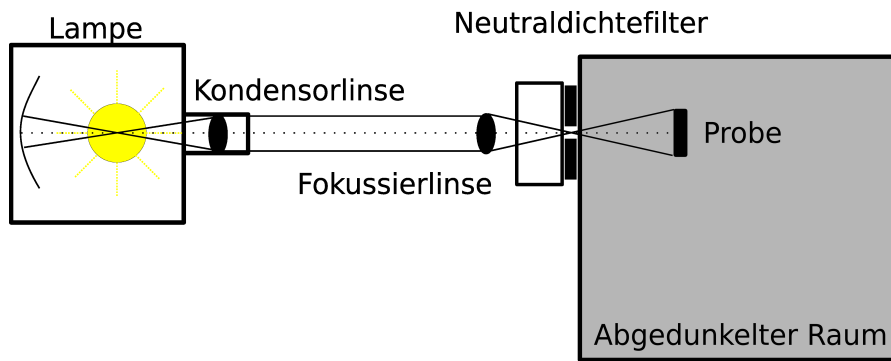 Lampe
Neutraldichtefilter
Kondensorlinse
Probe
Fokussierlinse
Abgedunkelter Raum